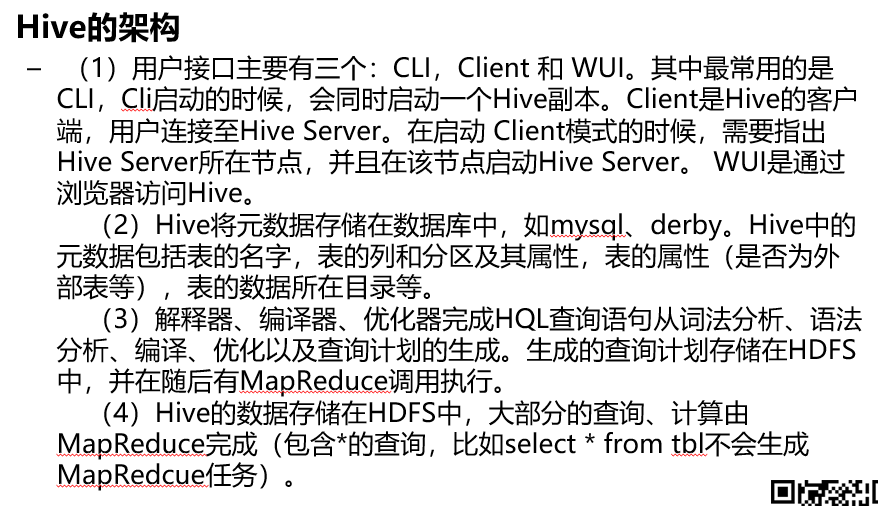 Hive的架构
– （1）用户接口主要有三个：CLI，Client 和 WUI。其中最常用的是
CLI，Cli启动的时候，会同时启动一个Hive副本。Client是Hive的客户
端，用户连接至Hive Server。在启动 Client模式的时候，需要指出
Hive Server所在节点，并且在该节点启动Hive Server。 WUI是通过
浏览器访问Hive。
（2）Hive将元数据存储在数据库中，如mysql、derby。Hive中的
元数据包括表的名字，表的列和分区及其属性，表的属性（是否为外
部表等），表的数据所在目录等。
（3）解释器、编译器、优化器完成HQL查询语句从词法分析、语法
分析、编译、优化以及查询计划的生成。生成的查询计划存储在HDFS
中，并在随后有MapReduce调用执行。
（4）Hive的数据存储在HDFS中，大部分的查询、计算由
MapReduce完成（包含*的查询，比如select * from tbl不会生成
MapRedcue任务）。